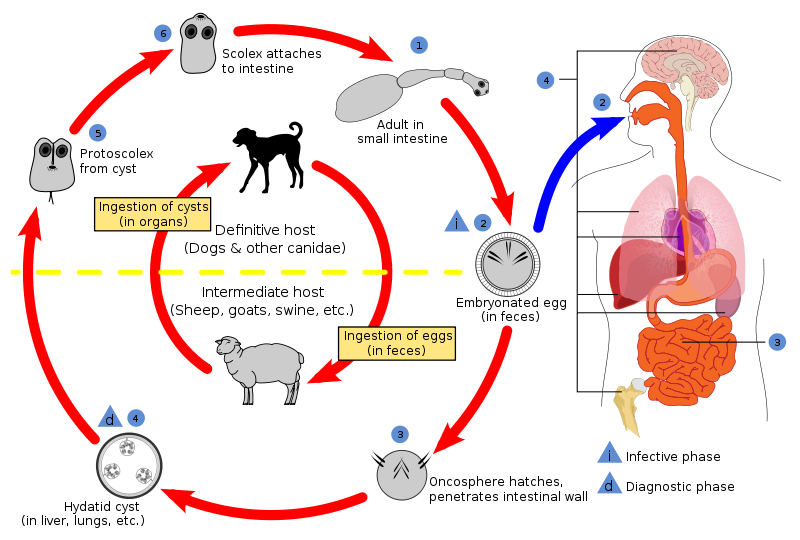 6
Scolex attaches
to intestine
1
Adult in
small intestine
5
Protoscolex
from cyst
Ingestion of cysts
(in organs)
Definitive host
(Dogs & other canidae)
Intermediate host
(Sheep, goats, swine, etc.)
Ingestion of eggs
(in feces)
i
2
Embryonated egg
(in feces)
d
4
Hydatid cyst
(in liver, lungs, etc.)
3
Oncosphere hatches,
penetrates intestinal wall
4
2
3
i Infective phase
d Diagnostic phase